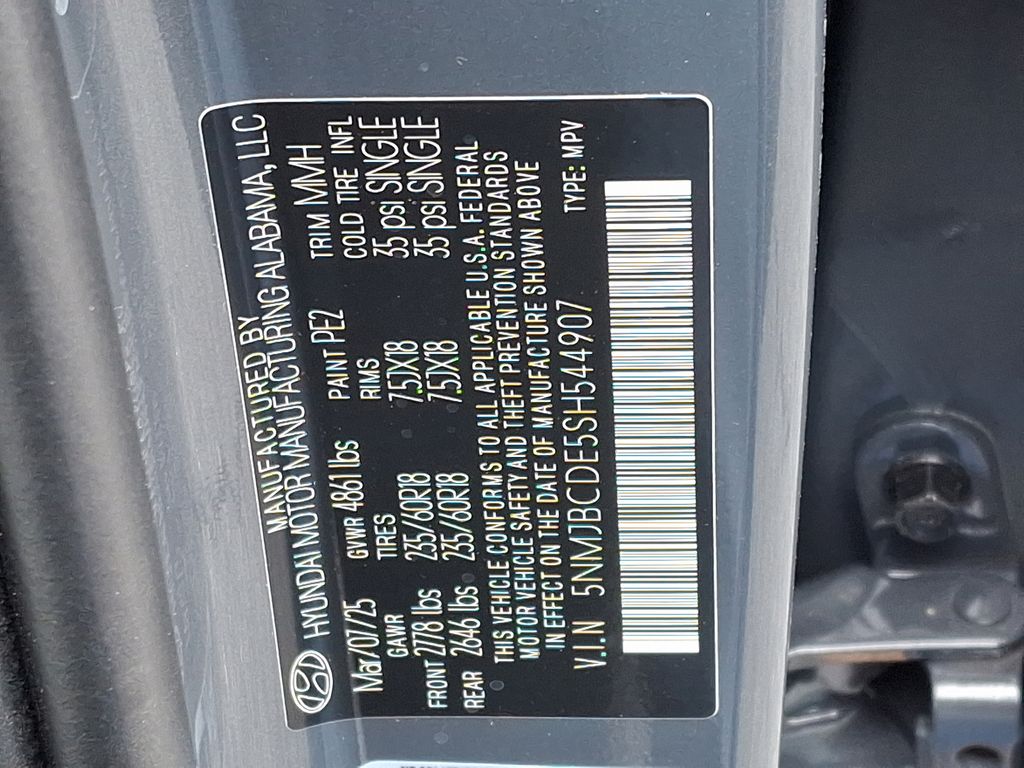 MANUFACTURED BY
HYUNDAI MOTOR MANUFACTURING ALABAMA, LLC
Mar/07/25 GVWR 4861 lbs PAINT PE2 TRIM MMH
GAWR TIRES RIMS COLD TIRE INFL
FRONT 2778 lbs 235/60R18 7.5JX18 35 psi SINGLE
REAR 2646 lbs 235/60R18 7.5JX18 35 psi SINGLE
THIS VEHICLE CONFORMS TO ALL APPLICABLE U.S.A. FEDERAL
MOTOR VEHICLE SAFETY AND THEFT PREVENTION STANDARDS
IN EFFECT ON THE DATE OF MANUFACTURE SHOWN ABOVE
V.I.N 5NMJBCDE5SH544907 TYPE: MPV